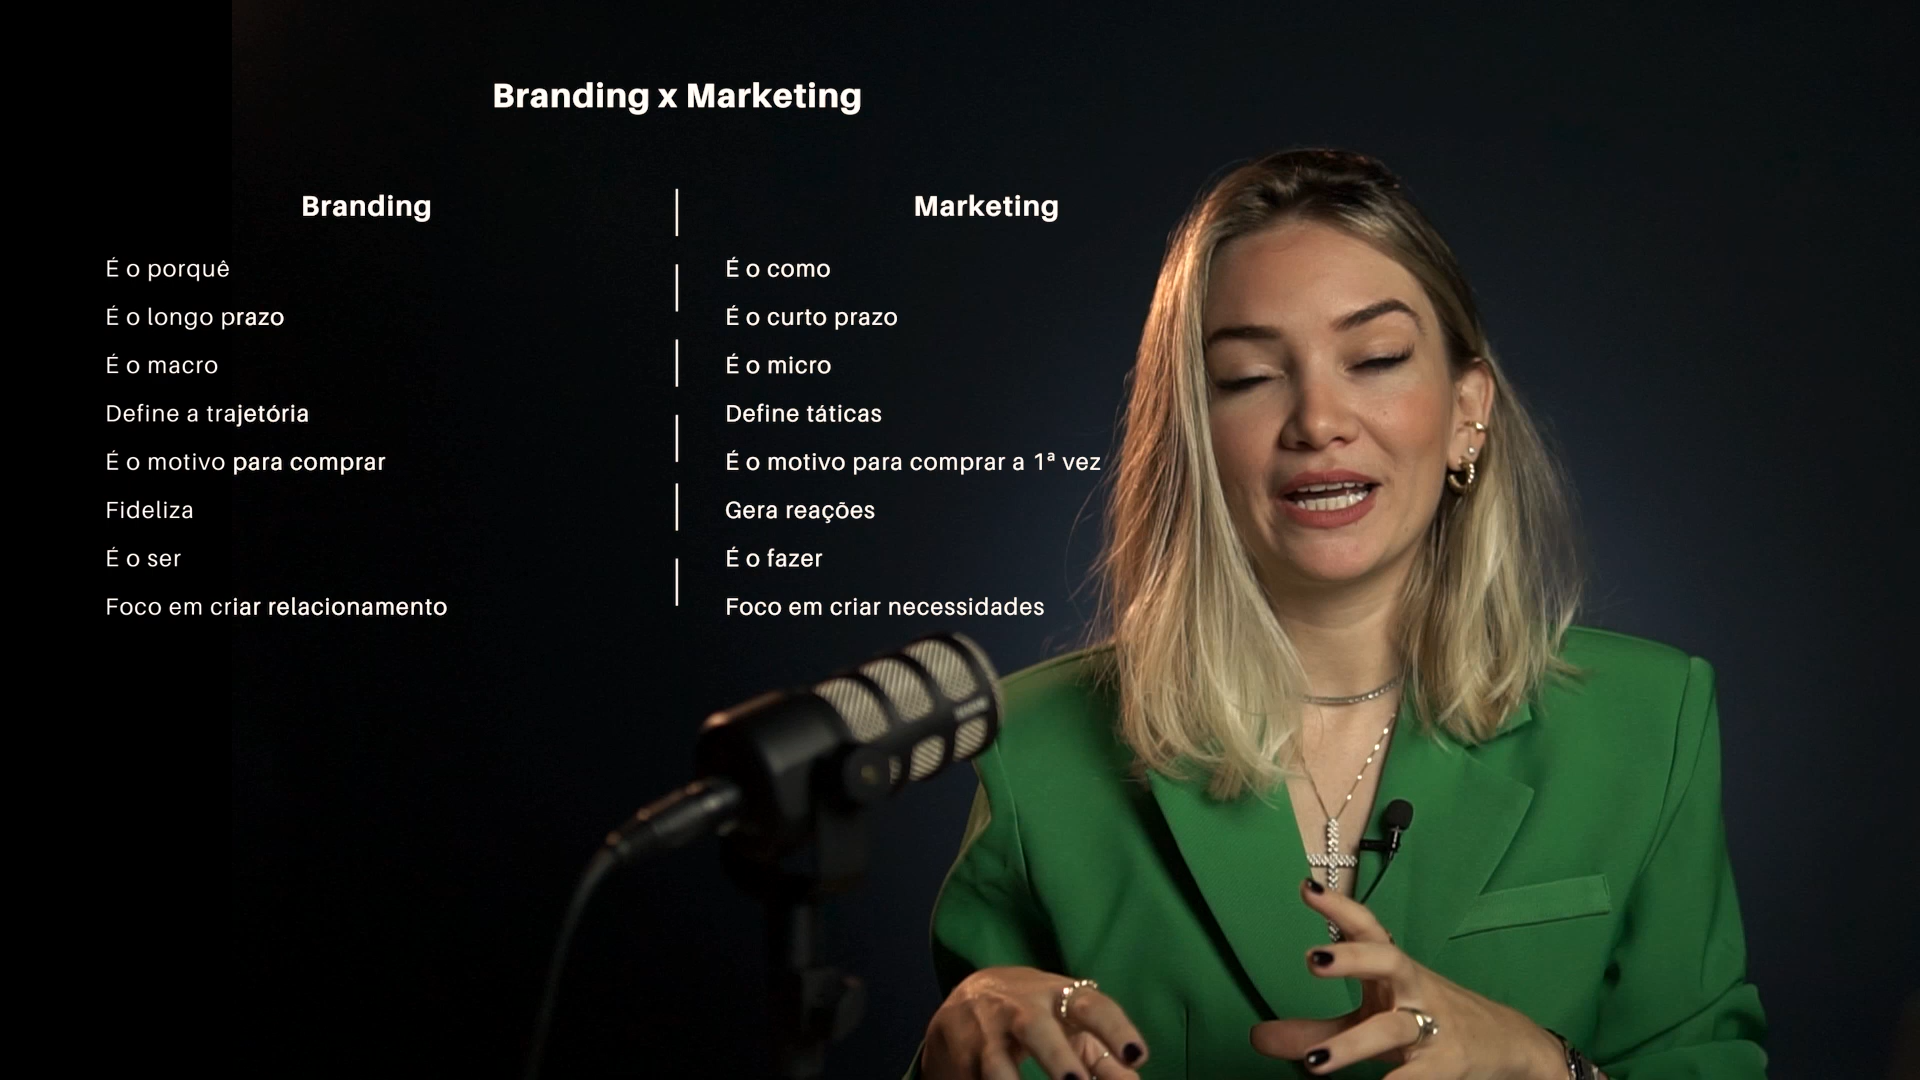 Branding x Marketing
Branding
É o porquê
É o longo prazo
É o macro
Define a trajetória
É o motivo para comprar
Fideliza
É o ser
Foco em criar relacionamento
Marketing
É o como
É o curto prazo
É o micro
Define táticas
É o motivo para comprar a 1ª vez
Gera reações
É o fazer
Foco em criar necessidades